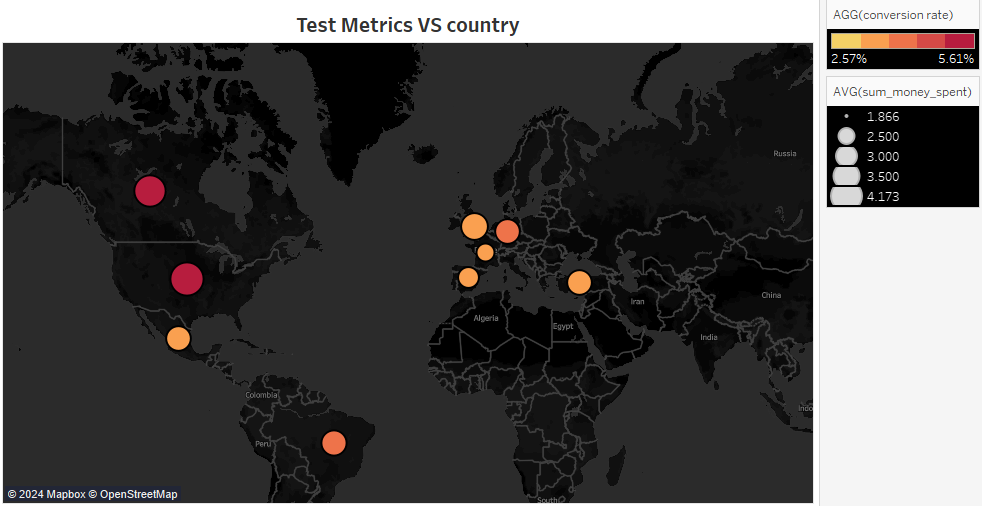 Test Metrics VS country
AGG(conversion rate)
2.57% 5.61%
AVG(sum_money_spent)
1.866
2.500
3.000
3.500
4.173
Russia
China
Iran
Algeria
Egypt
India
Colombia
Indo
Peru
South
© 2024 Mapbox © OpenStreetMap